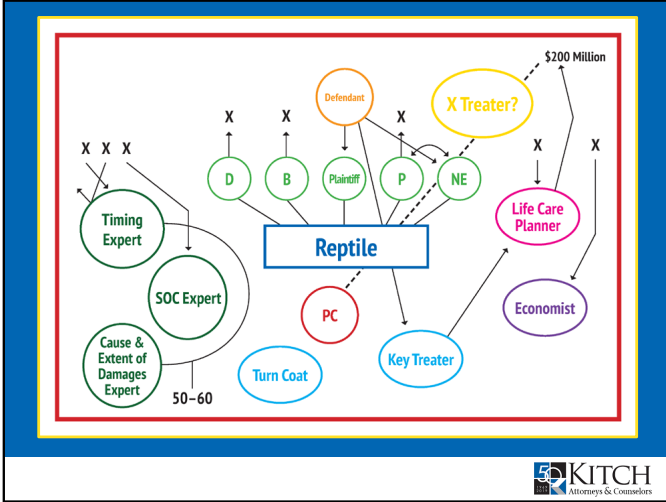 $200 Million
Defendant
X Treater?
X
X
X
X
X
X X X
D
B
Plaintiff
P
NE
Timing
Expert
Life Care
Planner
Reptile
SOC Expert
PC
Economist
Cause &
Extent of
Damages
Expert
Turn Coat
Key Treater
50–60
KITCH
Attorneys & Counselors